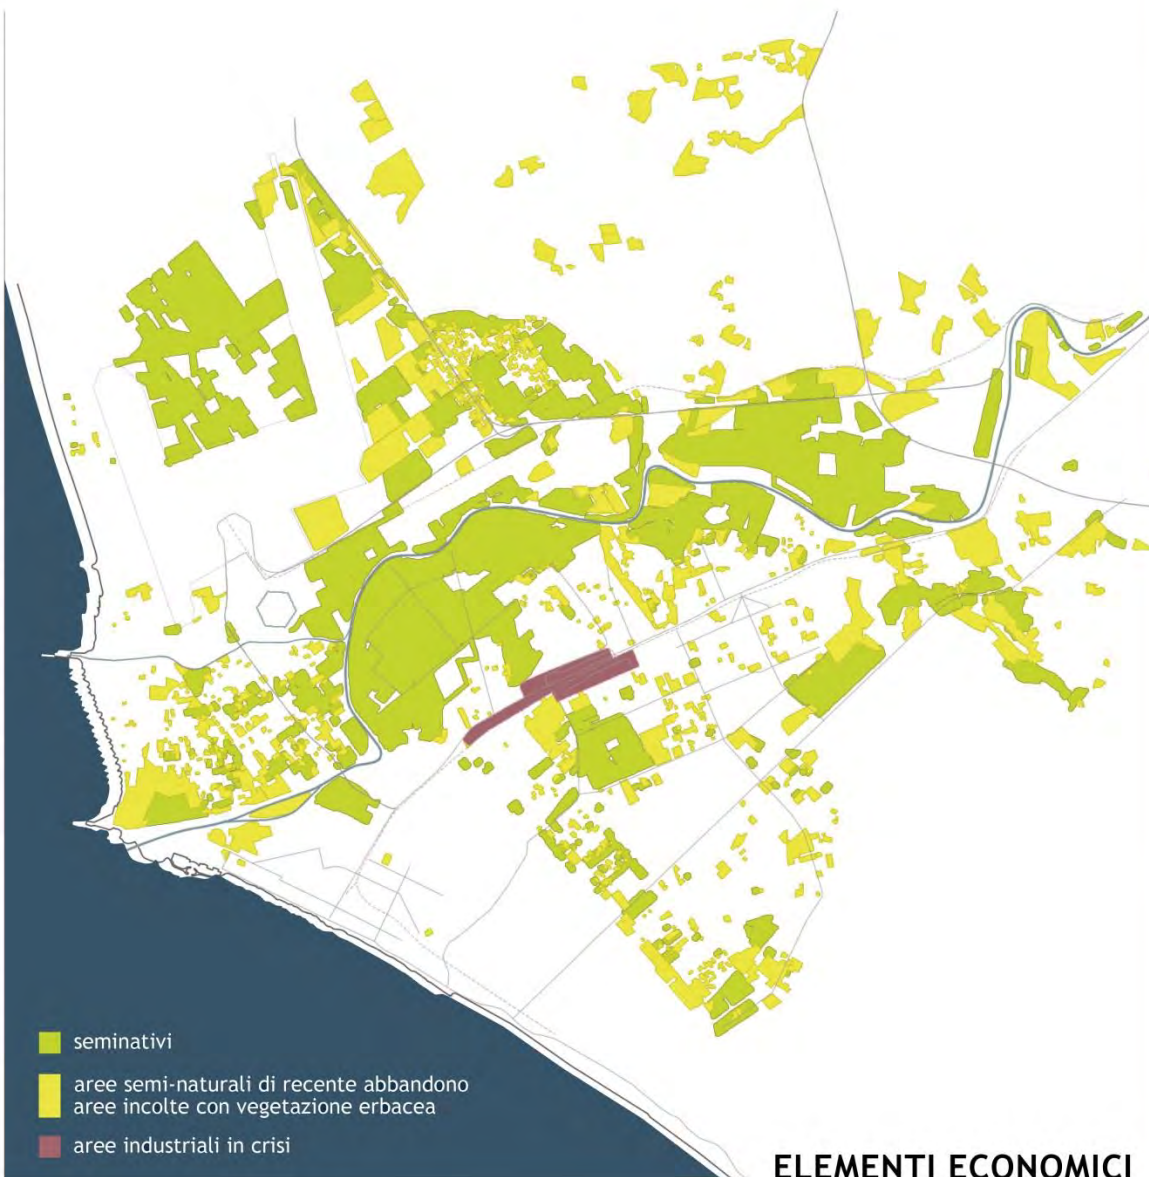 seminativi
aree semi-naturali di recente abbandono
aree incolte con vegetazione erbacea
aree industriali in crisi
ELEMENTI ECONOMICI